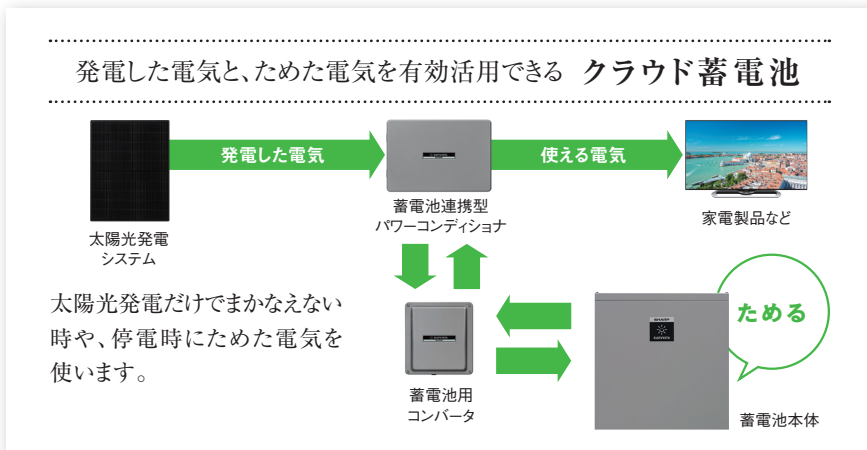 発電した電気と、ためた電気を有効活用できる クラウド蓄電池
発電した電気
使える電気
太陽光発電
システム
蓄電池連携型
パワーコンディショナ
家電製品など
太陽光発電だけでまかなえない
時や、停電時にためた電気を
使います。
蓄電池用
コンバータ
SHARP
ためる
蓄電池本体